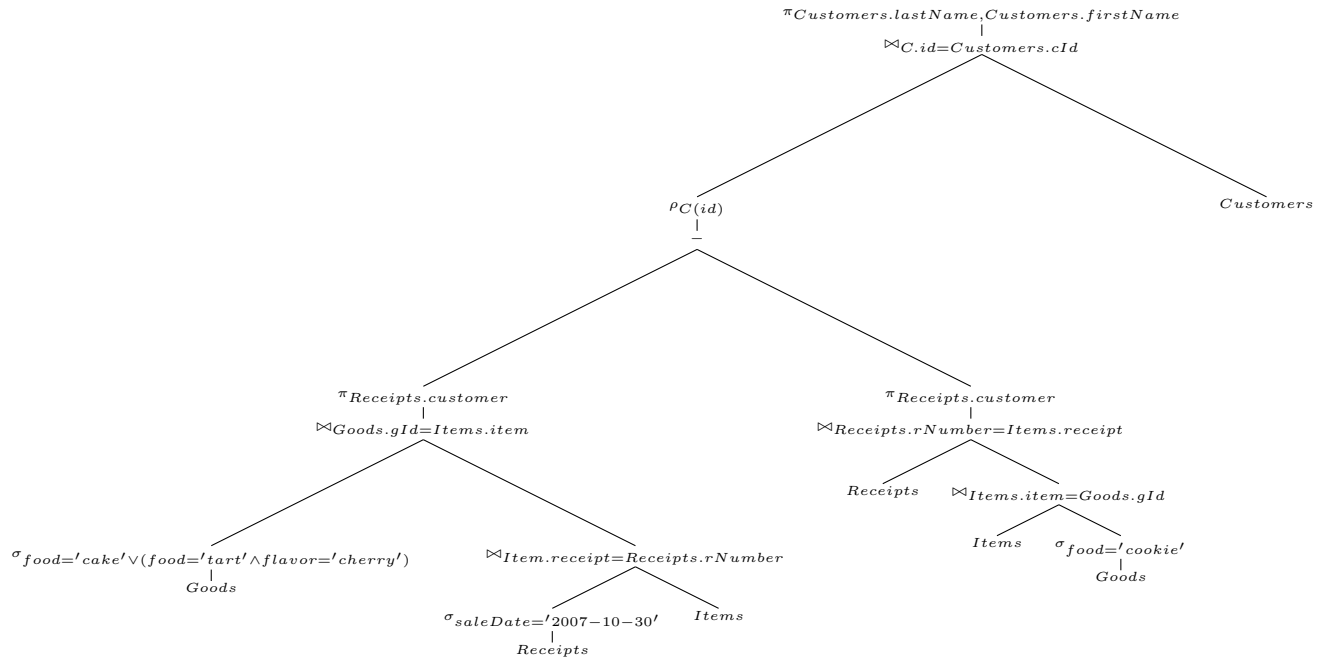 πCustomers.lastName,Customers.firstName
⋈C.id=Customers.cId
ρC(id)
Customers
−
πReceipts.customer
πReceipts.customer
⋈Goods.gId=Items.item
⋈Receipts.rNumber=Items.receipt
Receipts
⋈Items.item=Goods.gId
Items
σfood='cookie'
Goods
σfood='cake'∨(food='tart'∧flavor='cherry')
Goods
⋈Item.receipt=Receipts.rNumber
σsaleDate='2007−10−30'
Items
Receipts